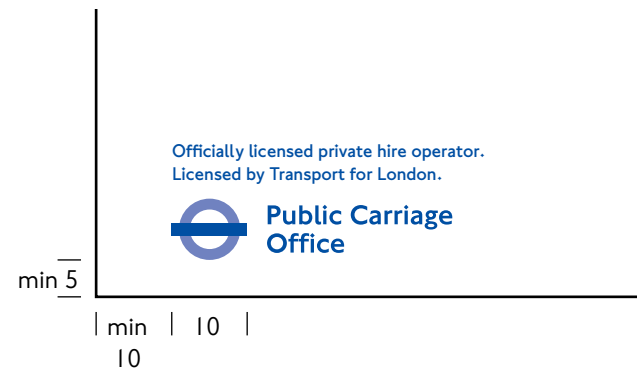 Officially licensed private hire operator.
Licensed by Transport for London.
Public Carriage
Office
min 5
min 10
10